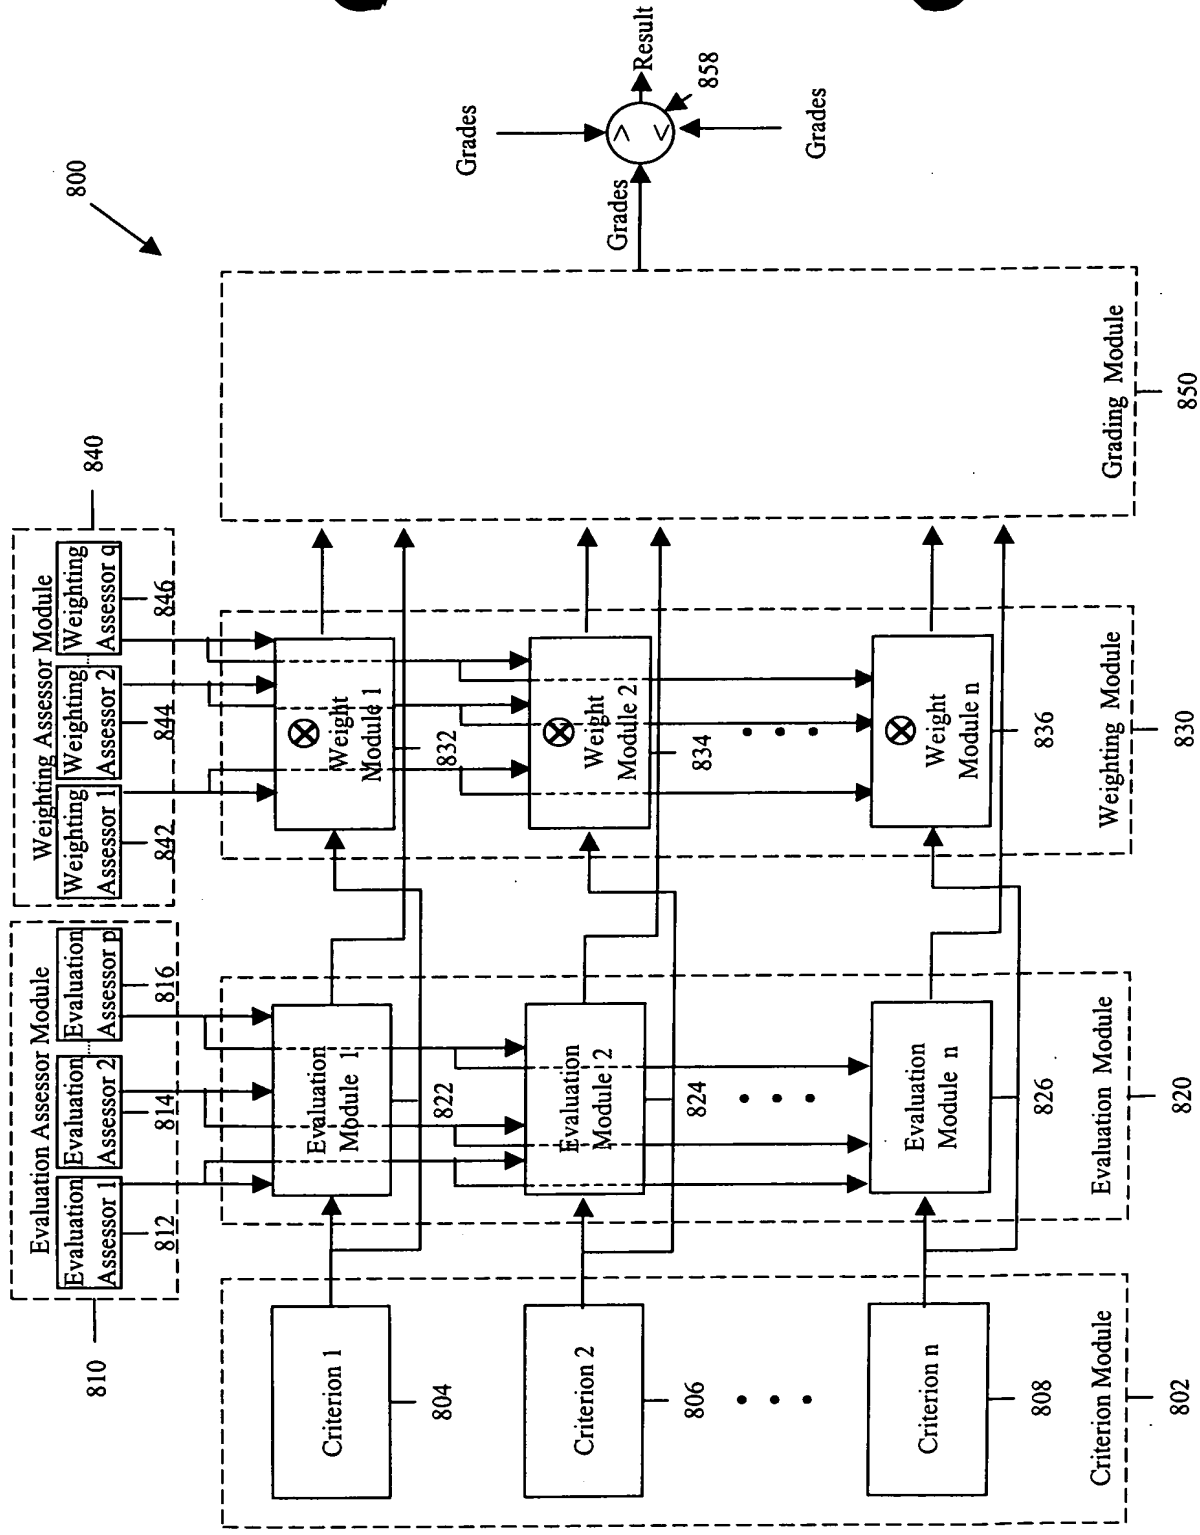 800
810
Evaluation Assessor Module
Evaluation
Assessor 1
812
Evaluation
Assessor 2
814
Evaluation
Assessor p
816
840
Weighting Assessor Module
Weighting
Assessor 1
842
Weighting
Assessor 2
844
Weighting
Assessor q
846
Criterion 1
804
Criterion 2
806
Criterion n
808
Criterion Module
802
Evaluation
Module 1
822
Evaluation
Module 2
824
Evaluation
Module n
826
Evaluation Module
820
Weight
Module 1
832
Weight
Module 2
834
Weight
Module n
836
Weighting Module
830
Grading Module
850
Grades
Grades
Grades
> <
Result
858